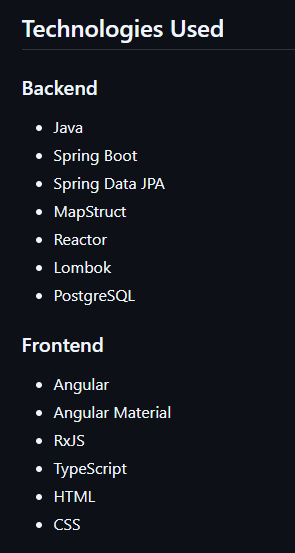 Technologies Used
Backend
Java
Spring Boot
Spring Data JPA
MapStruct
Reactor
Lombok
PostgreSQL
Frontend
Angular
Angular Material
RxJS
TypeScript
HTML
CSS